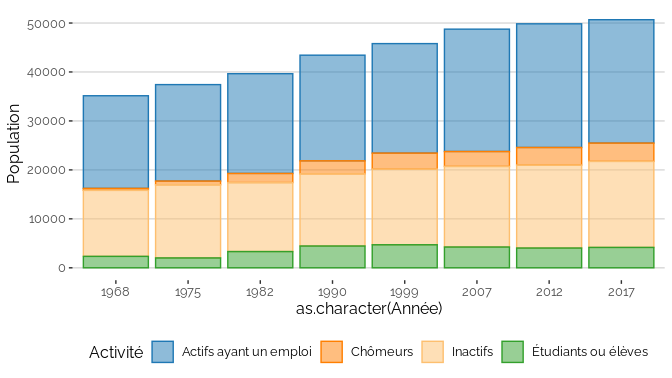 50000
40000
30000
20000
10000
0
Population
1968 1975 1982 1990 1999 2007 2012 2017
as.character(Année)
Activité Actifs ayant un emploi Chômeurs Inactifs Étudiants ou élèves